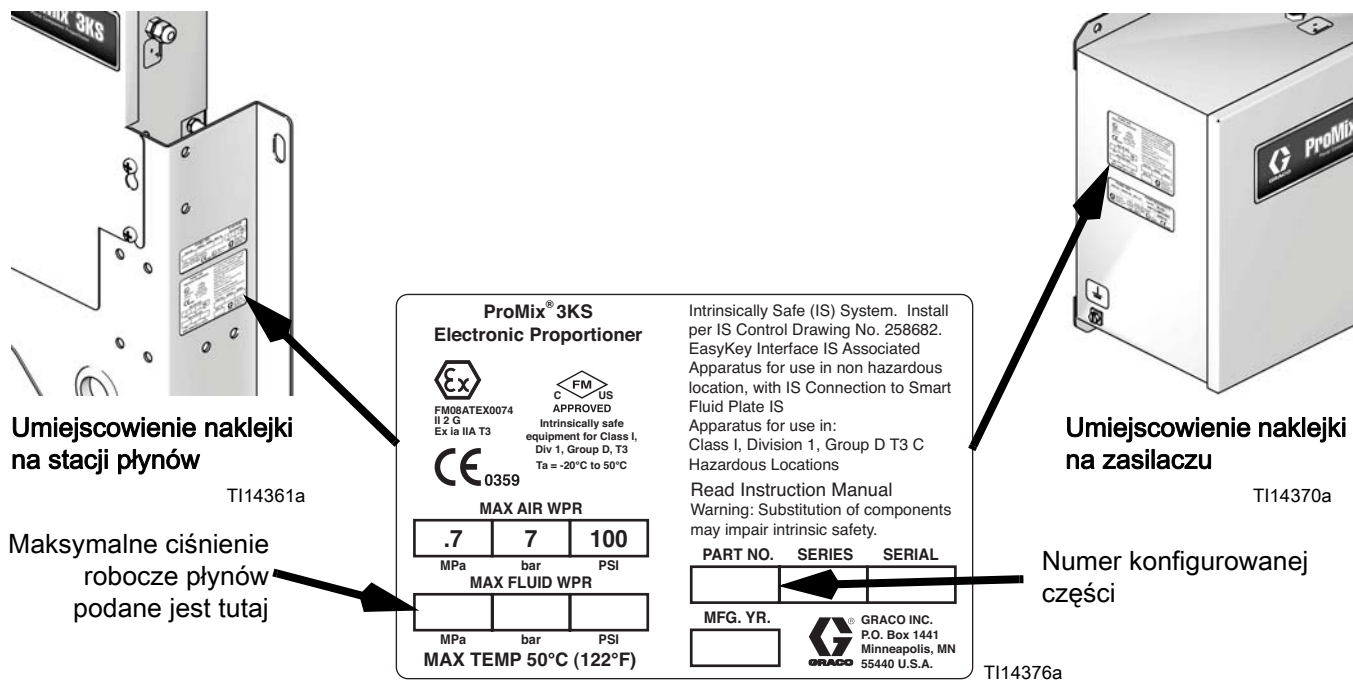 3KS
ProMix
GRACO
Umiejscowienie naklejki
na stacji płynów
TI14361a
Maksymalne ciśnienie
robocze płynów
podane jest tutaj
ProMix® 3KS
Electronic Proportioner
Ex
FM08ATEX0074
II 2 G
Ex ia IIA T3
CE 0359
FM
C US
APPROVED
Intrinsically safe
equipment for Class I,
Div 1, Group D, T3
Ta = -20°C to 50°C
MAX AIR WPR
.7 7 100
MPa bar PSI
MAX FLUID WPR
MPa bar PSI
MAX TEMP 50°C (122°F)
Intrinsically Safe (IS) System. Install
per IS Control Drawing No. 258682.
EasyKey Interface IS Associated
Apparatus for use in non hazardous
location, with IS Connection to Smart
Fluid Plate IS
Apparatus for use in:
Class I, Division 1, Group D T3 C
Hazardous Locations
Read Instruction Manual
Warning: Substitution of components
may impair intrinsic safety.
PART NO. SERIES SERIAL
MFG. YR.
GRACO
®
GRACO INC.
P.O. Box 1441
Minneapolis, MN
55440 U.S.A.
TI14376a
Umiejscowienie naklejki
na zasilaczu
TI14370a
Numer konfigurowanej
części